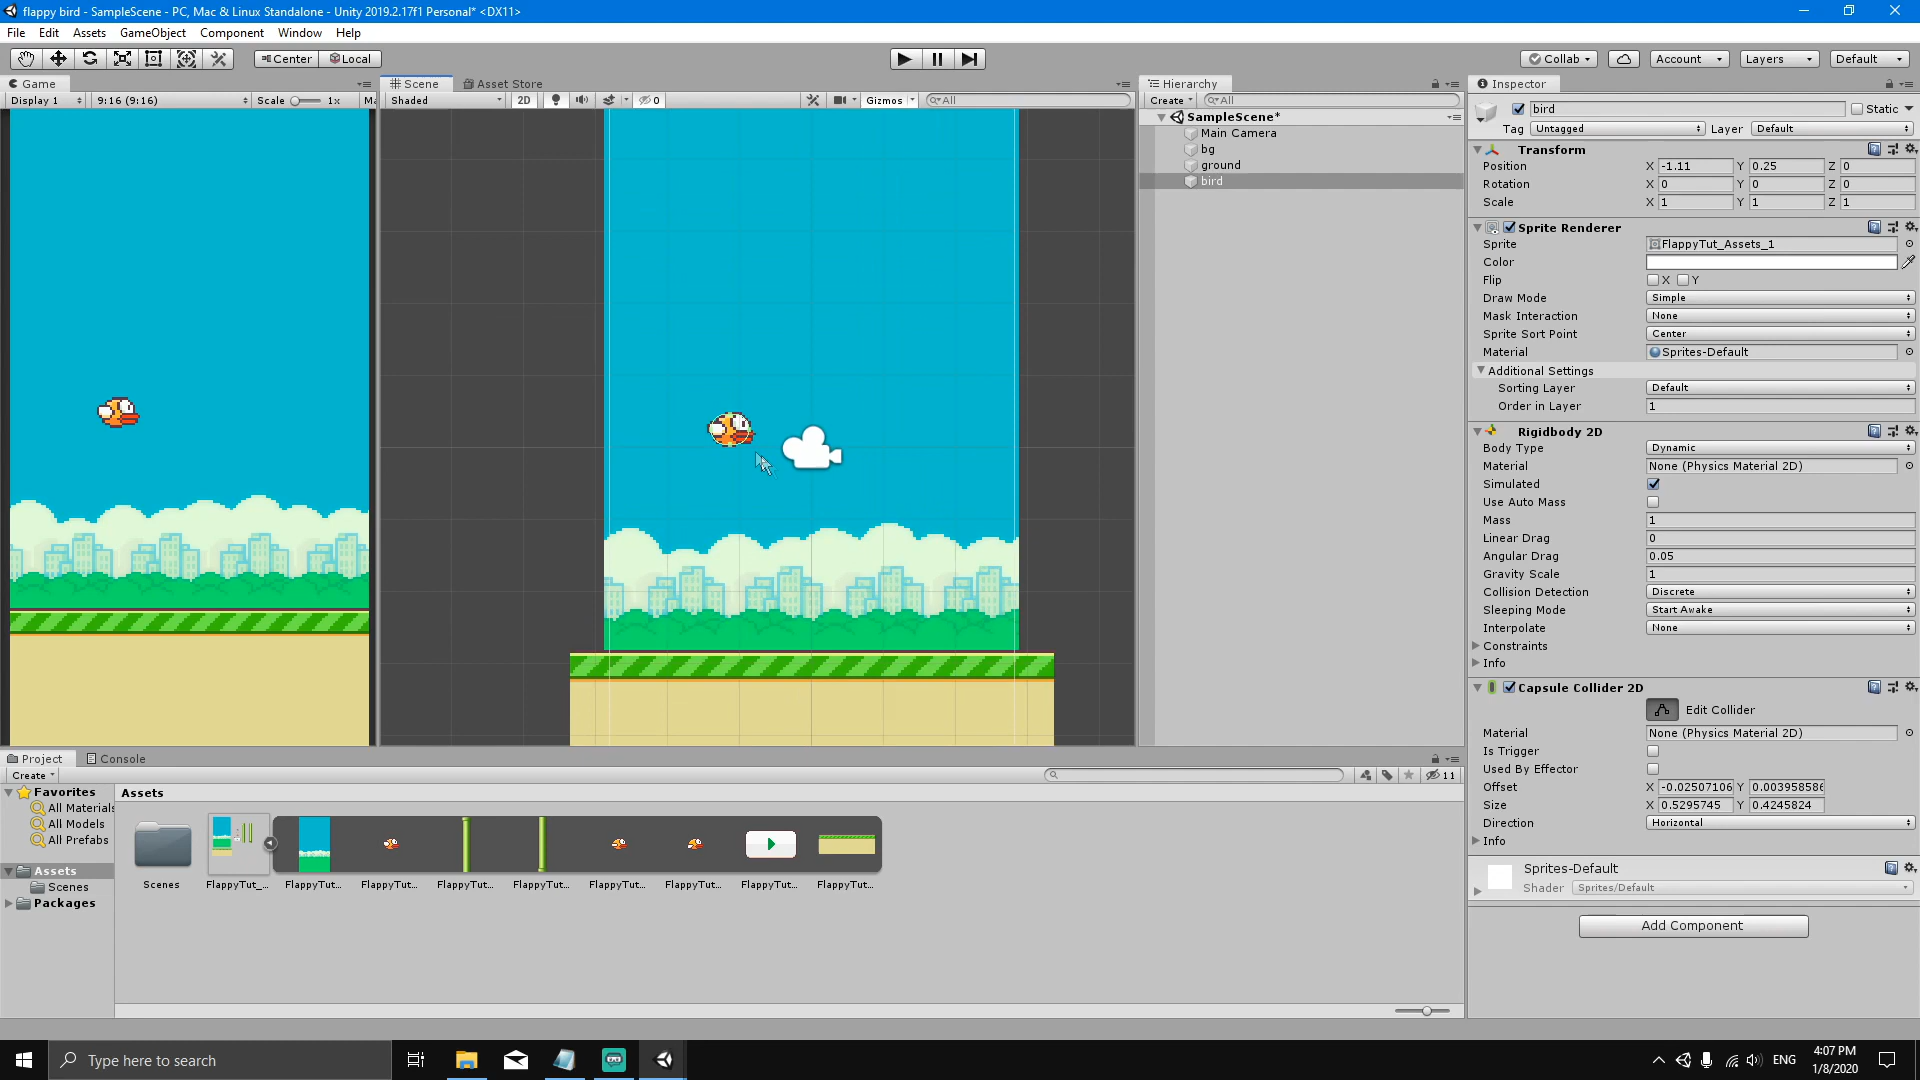 flappy bird - SampleScene - PC, Mac & Linux Standalone - Unity 2019.2.17f1 Personal* <DX11>
File Edit Assets GameObject Component Window Help
Center Local Collab Account Layers Default
Game Scene Asset Store Hierarchy Inspector
Display 1 9:16 (9:16) Scale 1x Ma Shaded 2D 0 Gizmos All Create All
SampleScene*
Main Camera
bg
ground
bird
bird Static
Tag Untagged Layer Default
Transform
Position X -1.11 Y 0.25 Z 0
Rotation X 0 Y 0 Z 0
Scale X 1 Y 1 Z 1
Sprite Renderer
Sprite FlappyTut_Assets_1
Color
Flip X Y
Draw Mode Simple
Mask Interaction None
Sprite Sort Point Center
Material Sprites-Default
Additional Settings
Sorting Layer Default
Order in Layer 1
Rigidbody 2D
Body Type Dynamic
Material None (Physics Material 2D)
Simulated
Use Auto Mass
Mass 1
Linear Drag 0
Angular Drag 0.05
Gravity Scale 1
Collision Detection Discrete
Sleeping Mode Start Awake
Interpolate None
Constraints
Info
Capsule Collider 2D
Edit Collider
Material None (Physics Material 2D)
Is Trigger
Used By Effector
Offset X -0.02507106 Y 0.003958586
Size X 0.5295745 Y 0.4245824
Direction Horizontal
Info
Sprites-Default
Shader Sprites/Default
Add Component
Project Console
Create 11
Favorites
All Materials
All Models
All Prefabs
Assets
Scenes
Packages
Assets
Scenes FlappyTut_... FlappyTut... FlappyTut... FlappyTut... FlappyTut... FlappyTut... FlappyTut... FlappyTut... FlappyTut...
Type here to search
ENG
4:07 PM
1/8/2020